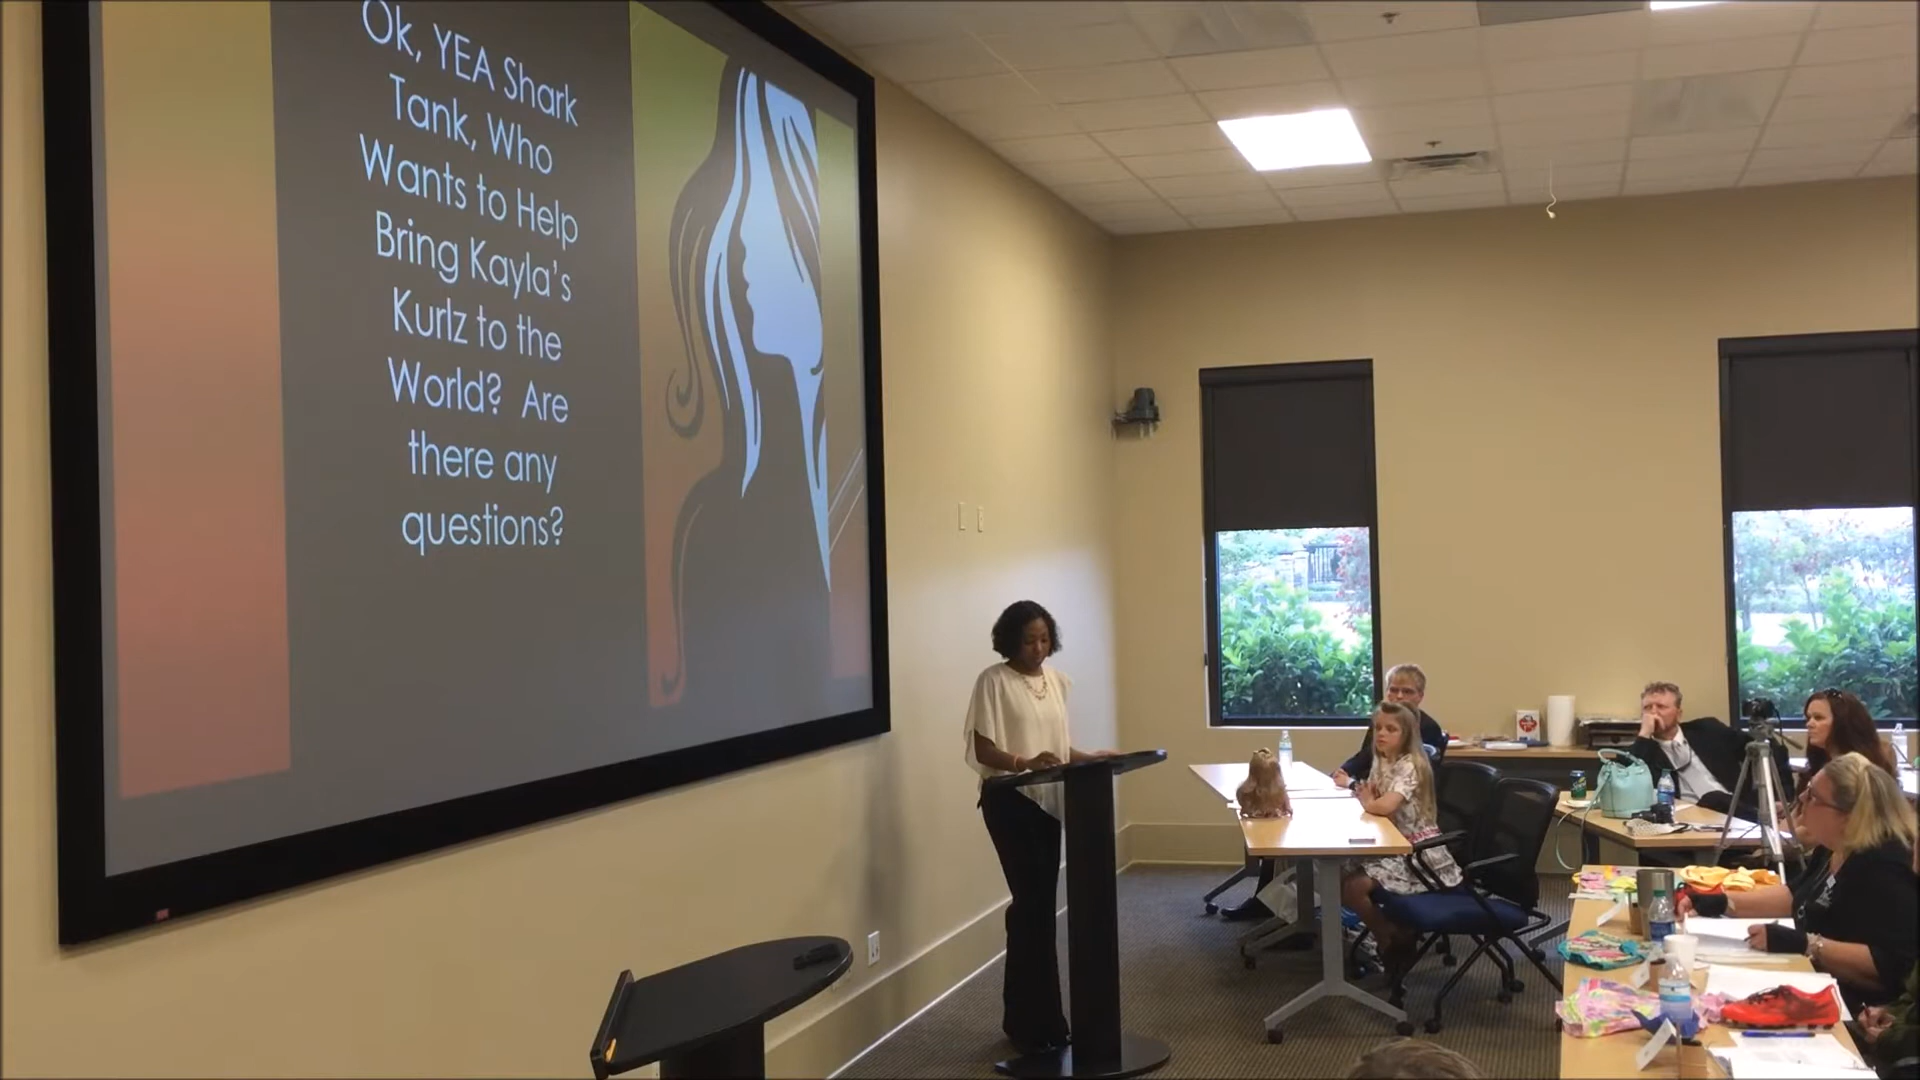 Ok, YEA Shark
Tank, Who
Wants to Help
Bring Kayla's
Kurlz to the
World?  Are
there any
questions?